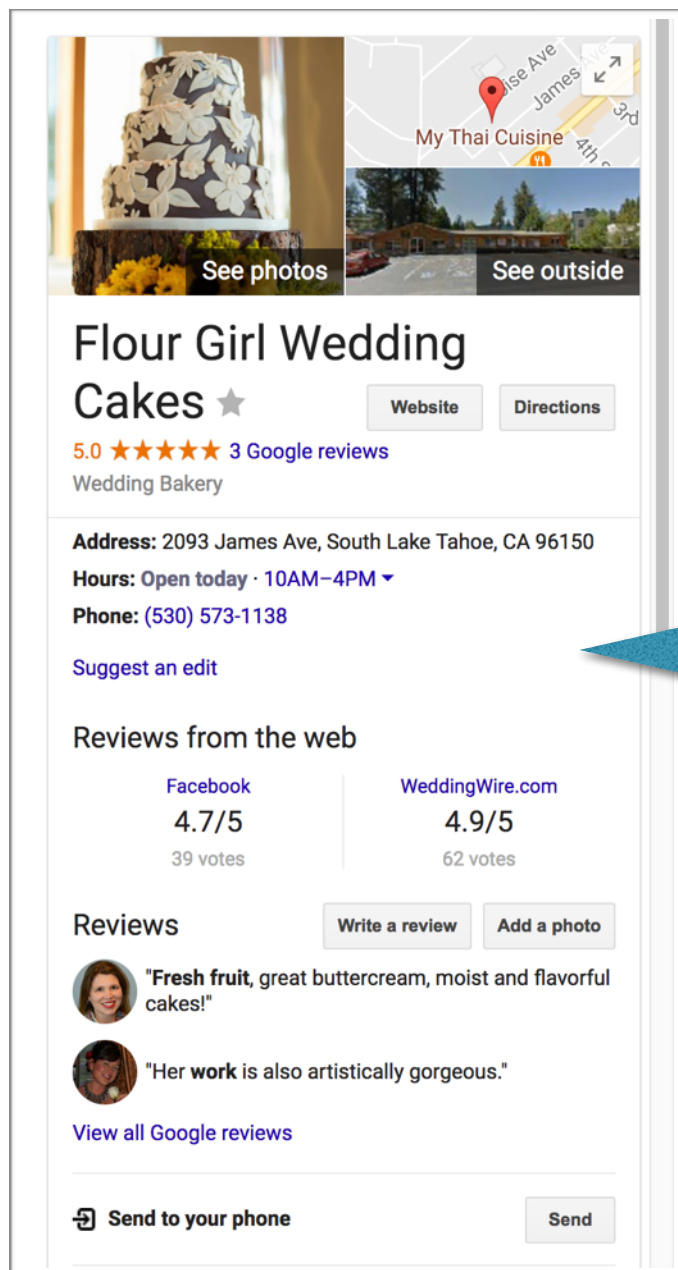 ise Ave
James
3rd
My Thai Cuisine
4th
See photos
See outside
Flour Girl Wedding
Cakes
Website
Directions
5.0 ★★★★★ 3 Google reviews
Wedding Bakery
Address: 2093 James Ave, South Lake Tahoe, CA 96150
Hours: Open today · 10AM–4PM
Phone: (530) 573-1138
Suggest an edit
Reviews from the web
Facebook
WeddingWire.com
4.7/5
4.9/5
39 votes
62 votes
Reviews
Write a review
Add a photo
"Fresh fruit, great buttercream, moist and flavorful
cakes!"
"Her work is also artistically gorgeous."
View all Google reviews
Send to your phone
Send